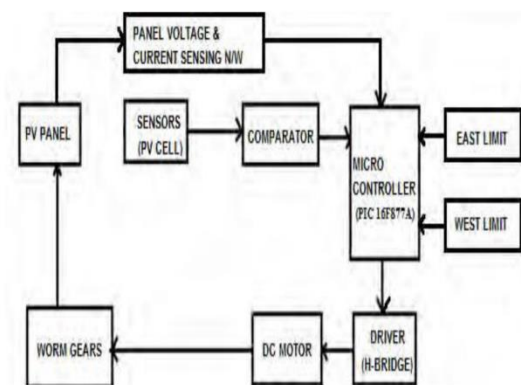 PANEL VOLTAGE &
CURRENT SENSING N/W
PV PANEL
SENSORS
(PV CELL)
COMPARATOR
MICRO
CONTROLLER
(PIC 16F877A)
EAST LIMIT
WEST LIMIT
WORM GEARS
DC MOTOR
DRIVER
(H-BRIDGE)